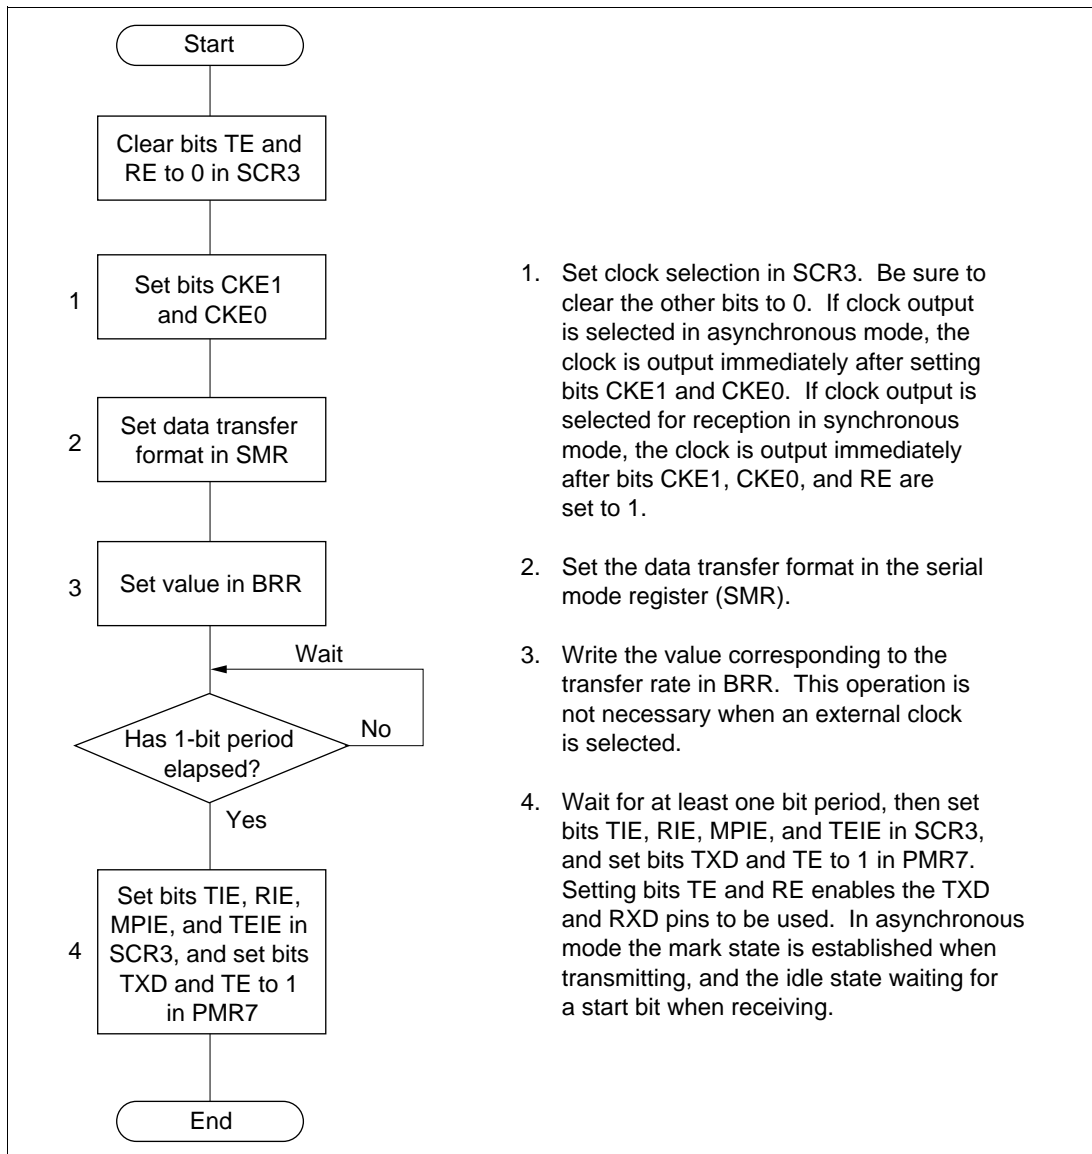 Start
Clear bits TE and
RE to 0 in SCR3
1
Set bits CKE1
and CKE0
2
Set data transfer
format in SMR
3
Set value in BRR
Wait
Has 1-bit period
elapsed?
No
Yes
4
Set bits TIE, RIE,
MPIE, and TEIE in
SCR3, and set bits
TXD and TE to 1
in PMR7
End
1. Set clock selection in SCR3. Be sure to
clear the other bits to 0. If clock output
is selected in asynchronous mode, the
clock is output immediately after setting
bits CKE1 and CKE0. If clock output is
selected for reception in synchronous
mode, the clock is output immediately
after bits CKE1, CKE0, and RE are
set to 1.
2. Set the data transfer format in the serial
mode register (SMR).
3. Write the value corresponding to the
transfer rate in BRR. This operation is
not necessary when an external clock
is selected.
4. Wait for at least one bit period, then set
bits TIE, RIE, MPIE, and TEIE in SCR3,
and set bits TXD and TE to 1 in PMR7.
Setting bits TE and RE enables the TXD
and RXD pins to be used. In asynchronous
mode the mark state is established when
transmitting, and the idle state waiting for
a start bit when receiving.